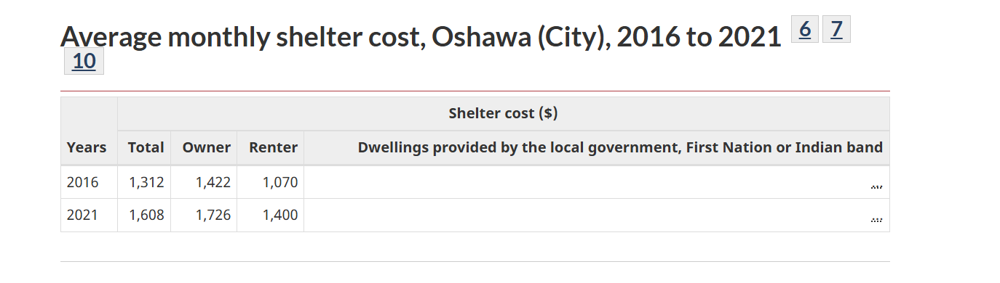 Average monthly shelter cost, Oshawa (City), 2016 to 2021 6 7
10
Shelter cost ($)
Years Total Owner Renter Dwellings provided by the local government, First Nation or Indian band
2016 1,312 1,422 1,070 ...
2021 1,608 1,726 1,400 ...